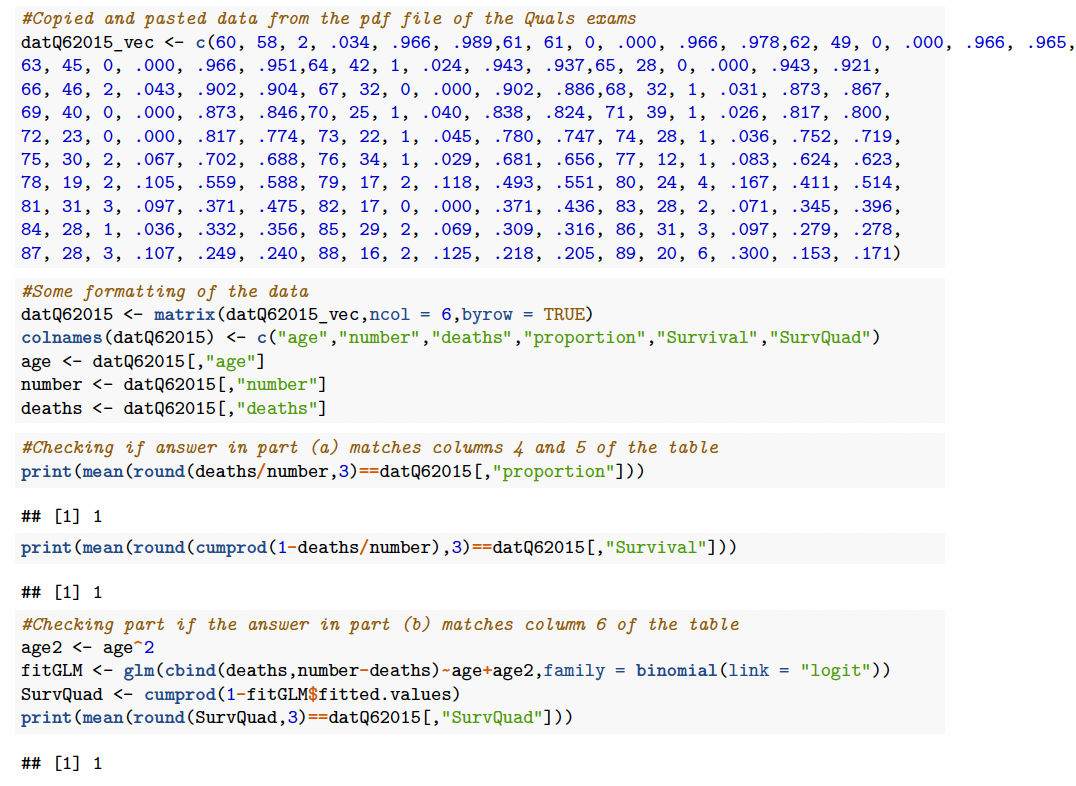 #Copied and pasted data from the pdf file of the Quals exams
datQ62015_vec <- c(60, 58, 2, .034, .966, .989,61, 61, 0, .000, .966, .978,62, 49, 0, .000, .966, .965,
63, 45, 0, .000, .966, .951,64, 42, 1, .024, .943, .937,65, 28, 0, .000, .943, .921,
66, 46, 2, .043, .902, .904, 67, 32, 0, .000, .902, .886,68, 32, 1, .031, .873, .867,
69, 40, 0, .000, .873, .846,70, 25, 1, .040, .838, .824, 71, 39, 1, .026, .817, .800,
72, 23, 0, .000, .817, .774, 73, 22, 1, .045, .780, .747, 74, 28, 1, .036, .752, .719,
75, 30, 2, .067, .702, .688, 76, 34, 1, .029, .681, .656, 77, 12, 1, .083, .624, .623,
78, 19, 2, .105, .559, .588, 79, 17, 2, .118, .493, .551, 80, 24, 4, .167, .411, .514,
81, 31, 3, .097, .371, .475, 82, 17, 0, .000, .371, .436, 83, 28, 2, .071, .345, .396,
84, 28, 1, .036, .332, .356, 85, 29, 2, .069, .309, .316, 86, 31, 3, .097, .279, .278,
87, 28, 3, .107, .249, .240, 88, 16, 2, .125, .218, .205, 89, 20, 6, .300, .153, .171)
#Some formatting of the data
datQ62015 <- matrix(datQ62015_vec,ncol = 6,byrow = TRUE)
colnames(datQ62015) <- c("age","number","deaths","proportion","Survival","SurvQuad")
age <- datQ62015[,"age"]
number <- datQ62015[,"number"]
deaths <- datQ62015[,"deaths"]
#Checking if answer in part (a) matches columns 4 and 5 of the table
print(mean(round(deaths/number,3)==datQ62015[,"proportion"]))
## [1] 1
print(mean(round(cumprod(1-deaths/number),3)==datQ62015[,"Survival"]))
## [1] 1
#Checking part if the answer in part (b) matches column 6 of the table
age2 <- age^2
fitGLM <- glm(cbind(deaths,number-deaths)~age+age2,family = binomial(link = "logit"))
SurvQuad <- cumprod(1-fitGLM$fitted.values)
print(mean(round(SurvQuad,3)==datQ62015[,"SurvQuad"]))
## [1] 1